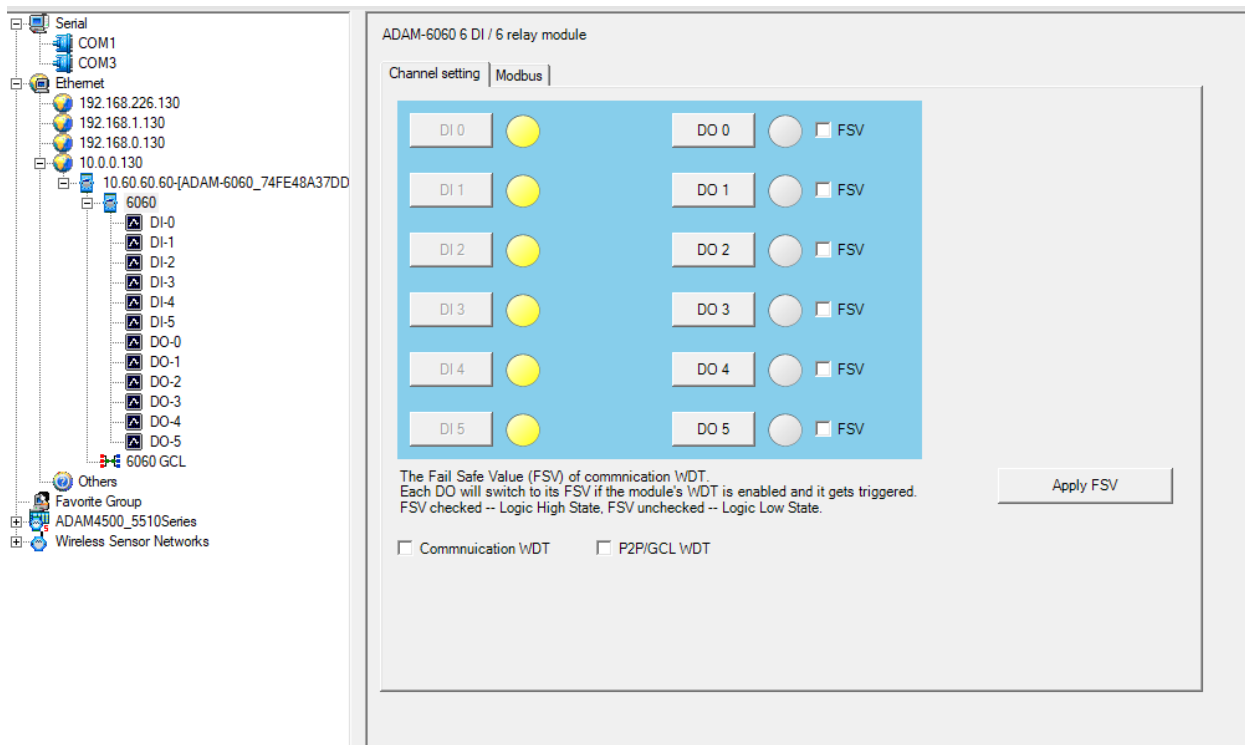 Serial
COM1
COM3
Ethernet
192.168.226.130
192.168.1.130
192.168.0.130
10.0.0.130
10.60.60.60-[ADAM-6060_74FE48A37DD
6060
DI-0
DI-1
DI-2
DI-3
DI-4
DI-5
DO-0
DO-1
DO-2
DO-3
DO-4
DO-5
6060 GCL
Others
Favorite Group
ADAM4500_5510Series
Wireless Sensor Networks
ADAM-6060 6 DI / 6 relay module
Channel setting Modbus
DI 0 DO 0 FSV
DI 1 DO 1 FSV
DI 2 DO 2 FSV
DI 3 DO 3 FSV
DI 4 DO 4 FSV
DI 5 DO 5 FSV
The Fail Safe Value (FSV) of commnication WDT.
Each DO will switch to its FSV if the module's WDT is enabled and it gets triggered.
FSV checked -- Logic High State, FSV unchecked -- Logic Low State.
Apply FSV
Commnuication WDT P2P/GCL WDT